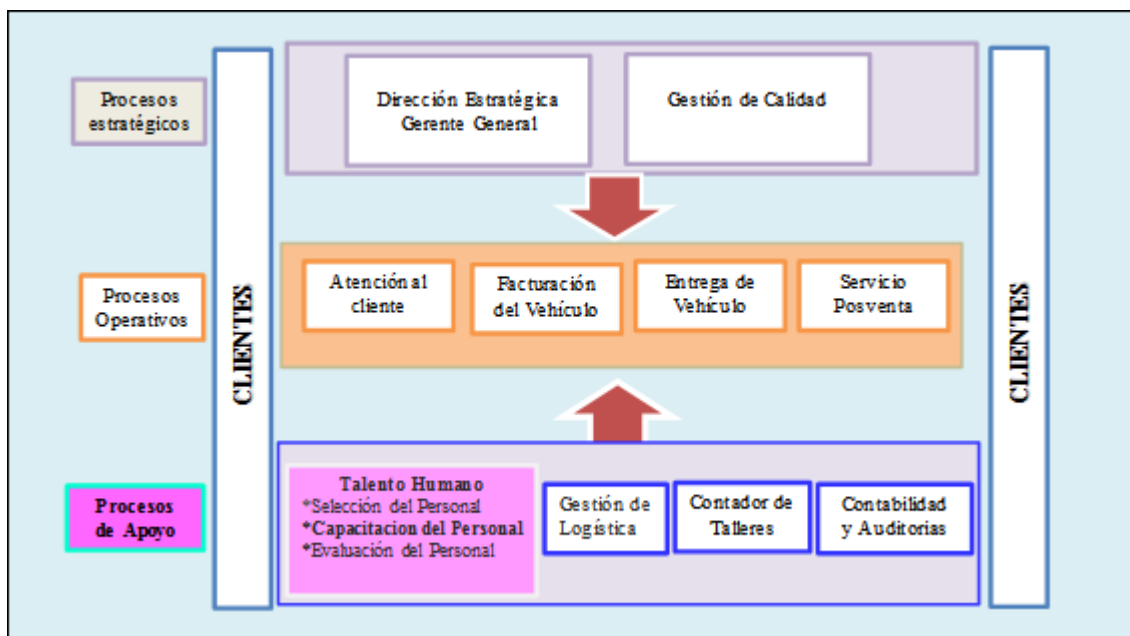 Procesos
estratégicos
CLIENTES
Dirección Estratégica
Gerente General
Gestión de Calidad
CLIENTES
Procesos
Operativos
Atención al
cliente
Facturación
del Vehículo
Entrega de
Vehículo
Servicio
Posventa
Procesos
de Apoyo
Talento Humano
*Selección del Personal
*Capacitacion del Personal
*Evaluación del Personal
Gestión de
Logística
Contador de
Talleres
Contabilidad
y Auditorias